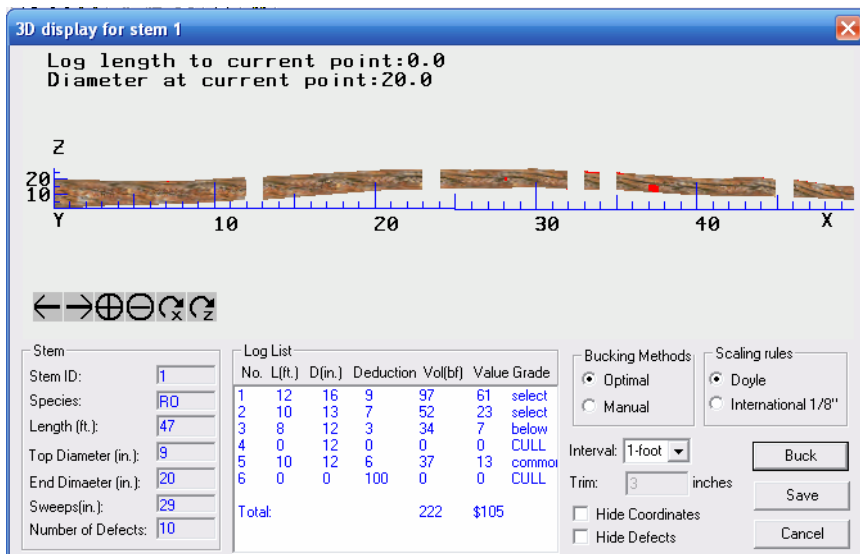 3D display for stem 1
Log length to current point:0.0
Diameter at current point:20.0
Z
20
10
Y 10 20 30 40 X
Stem
Stem ID: 1
Species: RO
Length (ft.): 47
Top Diameter (in.): 9
End Dimaeter (in.): 20
Sweeps(in.): 29
Number of Defects: 10
Log List
No. L(ft.) D(in.) Deduction Vol(bf) Value Grade
1 12 16 9 97 61 select
2 10 13 7 52 23 select
3 8 12 3 34 7 below
4 0 12 0 0 0 CULL
5 10 12 6 37 13 commo
6 0 0 100 0 0 CULL
Total: 222 $105
Bucking Methods
Optimal
Manual
Scaling rules
Doyle
International 1/8"
Interval: 1-foot
Trim: 3 inches
Hide Coordinates
Hide Defects
Buck
Save
Cancel